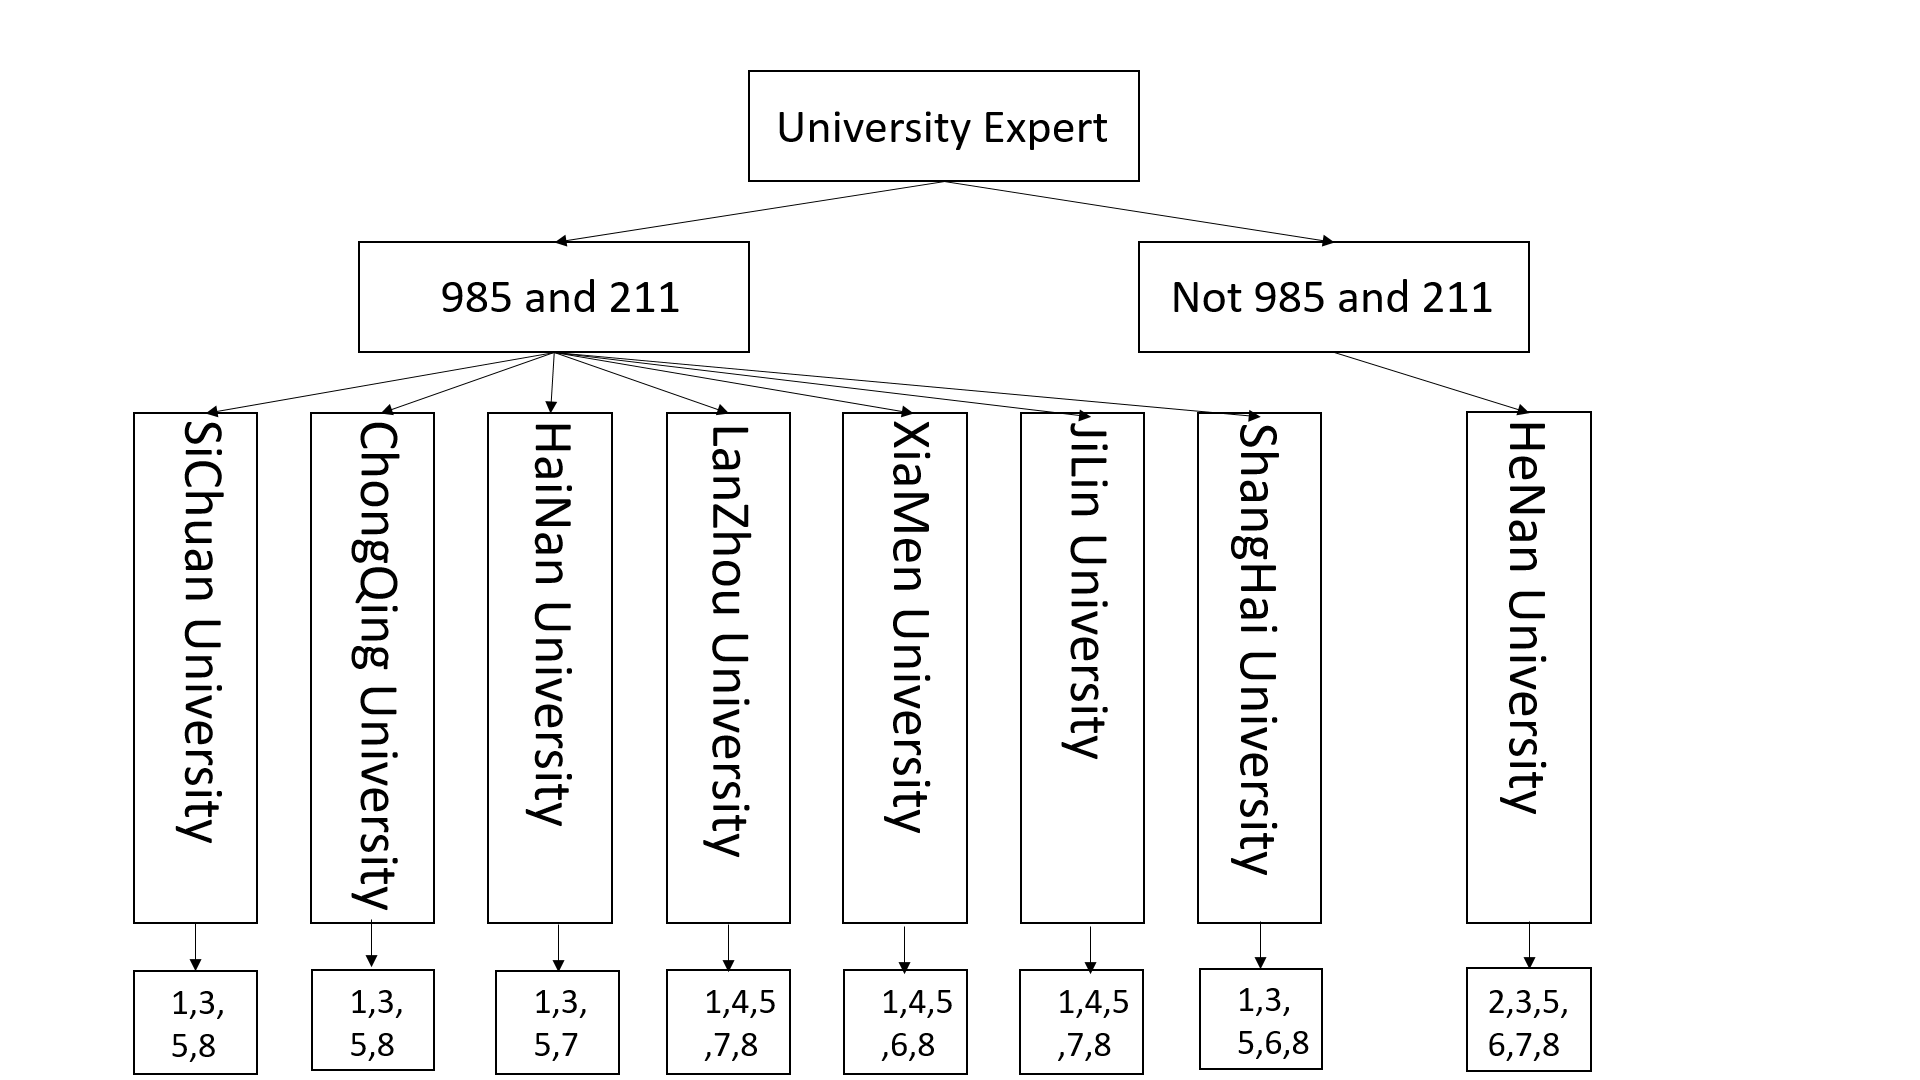 University Expert
985 and 211
Not 985 and 211
SiChuan University
ChongQing University
HaiNan University
LanZhou University
XiaMen University
JiLin University
ShangHai University
HeNan University
1,3,
5,8
1,3,
5,8
1,3,
5,7
1,4,5
,7,8
1,4,5
,6,8
1,4,5
,7,8
1,3,
5,6,8
2,3,5,
6,7,8